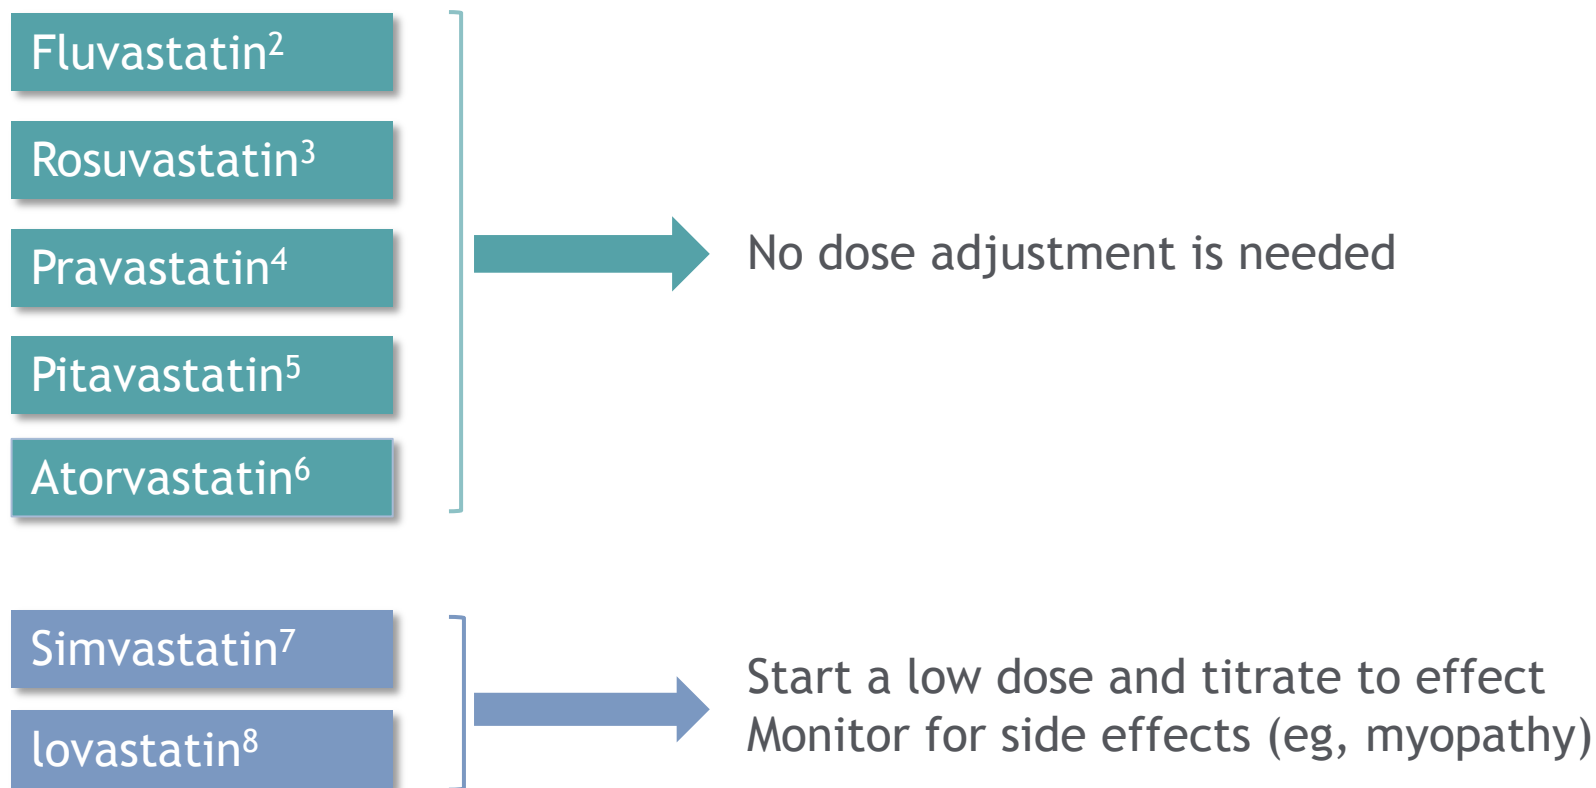 Fluvastatin²
Rosuvastatin³
Pravastatin⁴
Pitavastatin⁵
Atorvastatin⁶
No dose adjustment is needed
Simvastatin⁷
lovastatin⁸
Start a low dose and titrate to effect
Monitor for side effects (eg, myopathy)